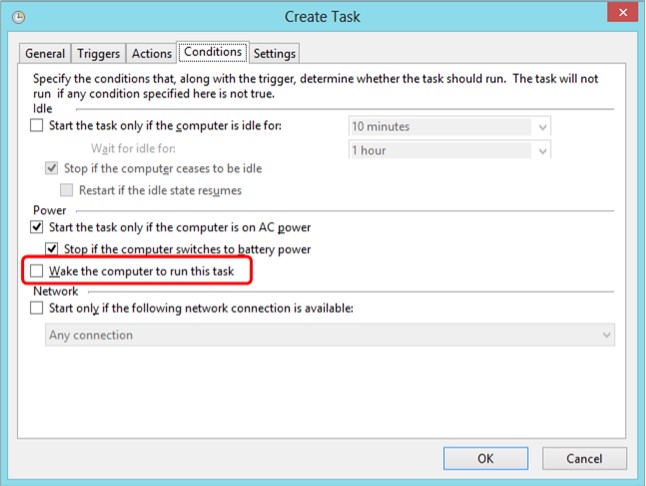 Create Task
General Triggers Actions Conditions Settings
Specify the conditions that, along with the trigger, determine whether the task should run. The task will not
run if any condition specified here is not true.
Idle
Start the task only if the computer is idle for: 10 minutes
Wait for idle for: 1 hour
Stop if the computer ceases to be idle
Restart if the idle state resumes
Power
Start the task only if the computer is on AC power
Stop if the computer switches to battery power
Wake the computer to run this task
Network
Start only if the following network connection is available:
Any connection
OK Cancel